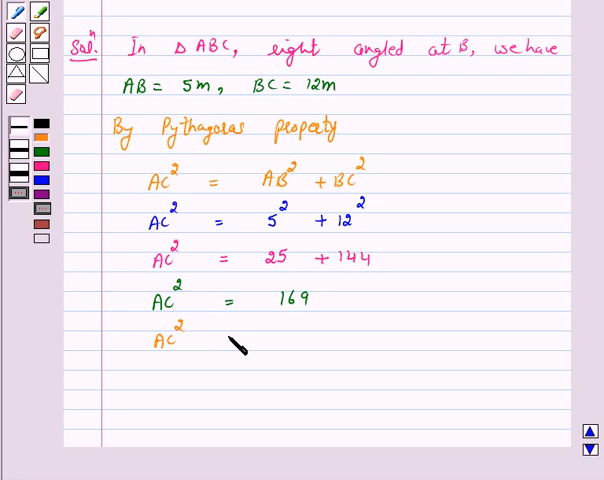 Solⁿ. In Δ ABC, right angled at B, we have
AB = 5m, BC = 12m
By Pythagoras property
AC² = AB² + BC²
AC² = 5² + 12²
AC² = 25 + 144
AC² = 169
AC²